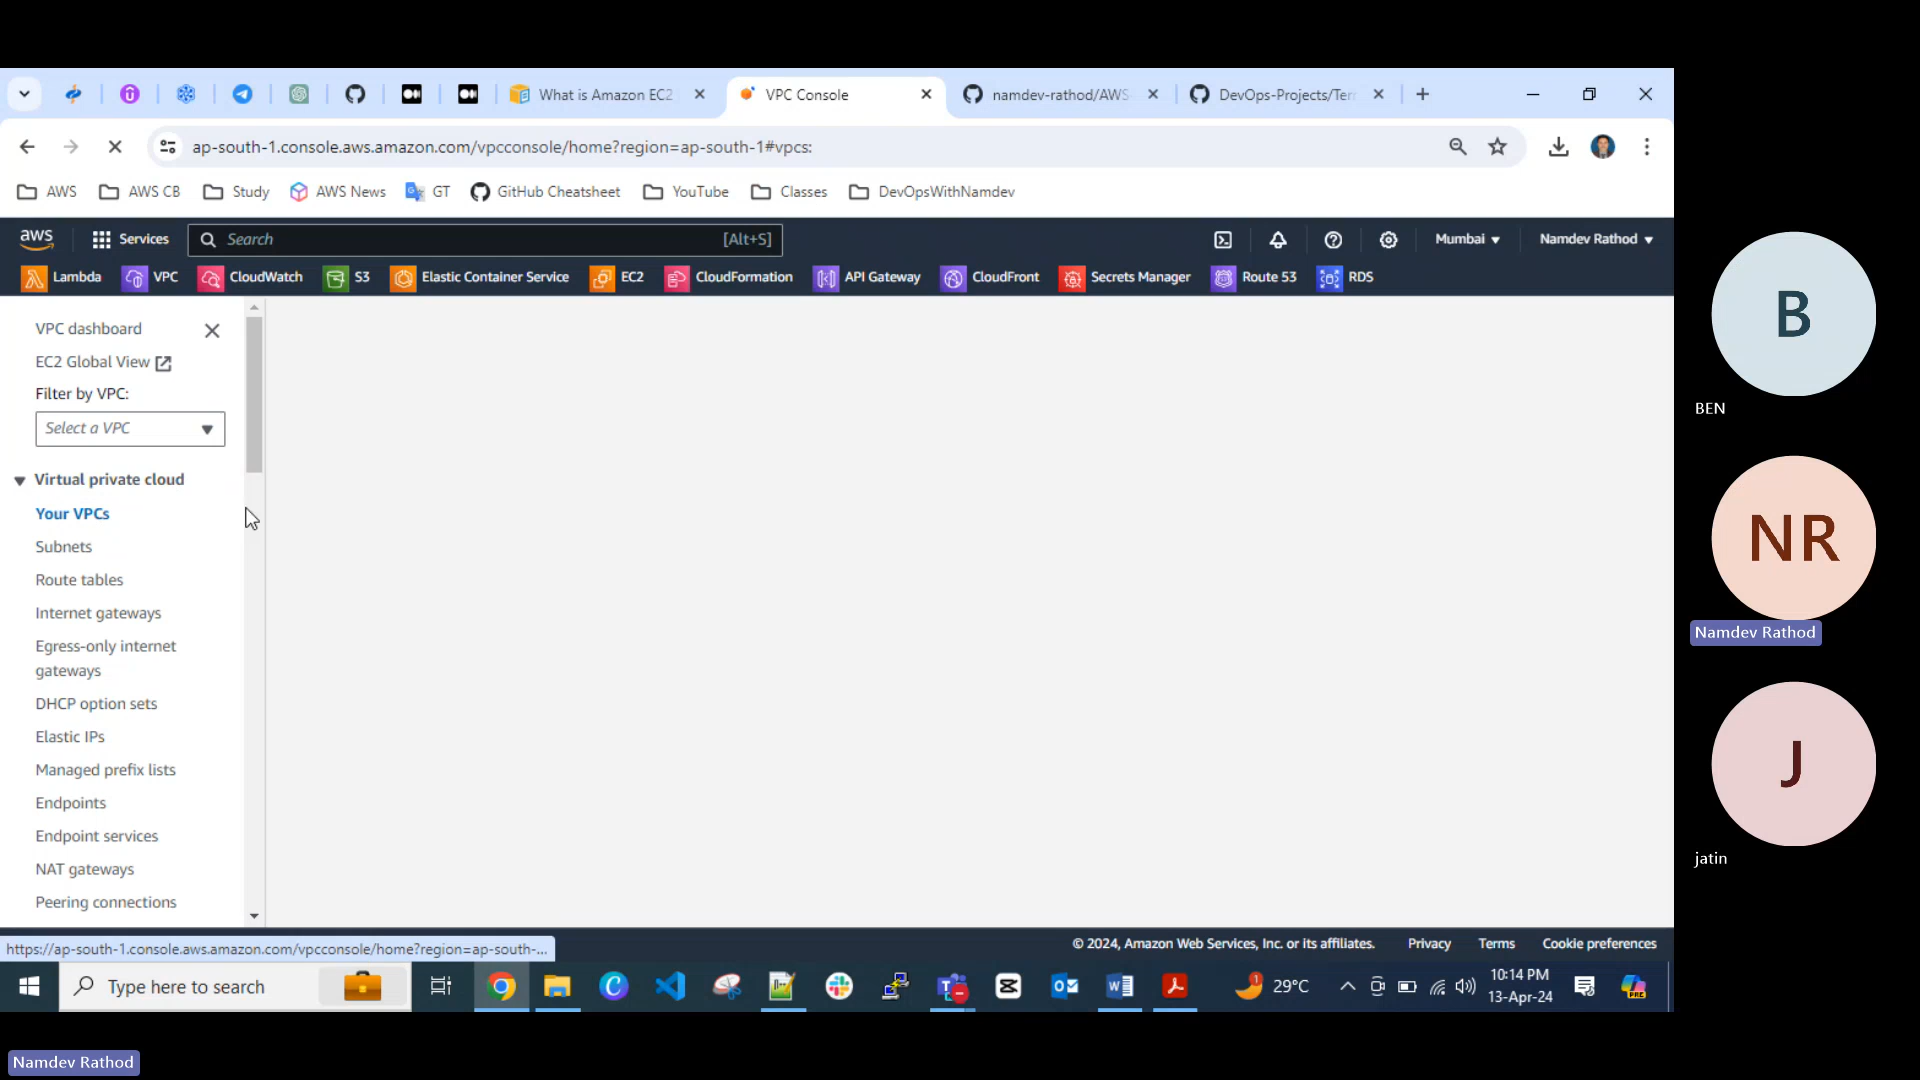 What is Amazon EC2
VPC Console
namdev-rathod/AWS-
DevOps-Projects/Terr
ap-south-1.console.aws.amazon.com/vpcconsole/home?region=ap-south-1#vpcs:
AWS
AWS CB
Study
AWS News
GT
GitHub Cheatsheet
YouTube
Classes
DevOpsWithNamdev
aws
Services
Search
[Alt+S]
Mumbai
Namdev Rathod
Lambda
VPC
CloudWatch
S3
Elastic Container Service
EC2
CloudFormation
API Gateway
CloudFront
Secrets Manager
Route 53
RDS
VPC dashboard
EC2 Global View
Filter by VPC:
Select a VPC
Virtual private cloud
Your VPCs
Subnets
Route tables
Internet gateways
Egress-only internet
gateways
DHCP option sets
Elastic IPs
Managed prefix lists
Endpoints
Endpoint services
NAT gateways
Peering connections
https://ap-south-1.console.aws.amazon.com/vpcconsole/home?region=ap-south-...
© 2024, Amazon Web Services, Inc. or its affiliates.
Privacy
Terms
Cookie preferences
Type here to search
29°C
10:14 PM
13-Apr-24
B
BEN
NR
Namdev Rathod
J
jatin
Namdev Rathod